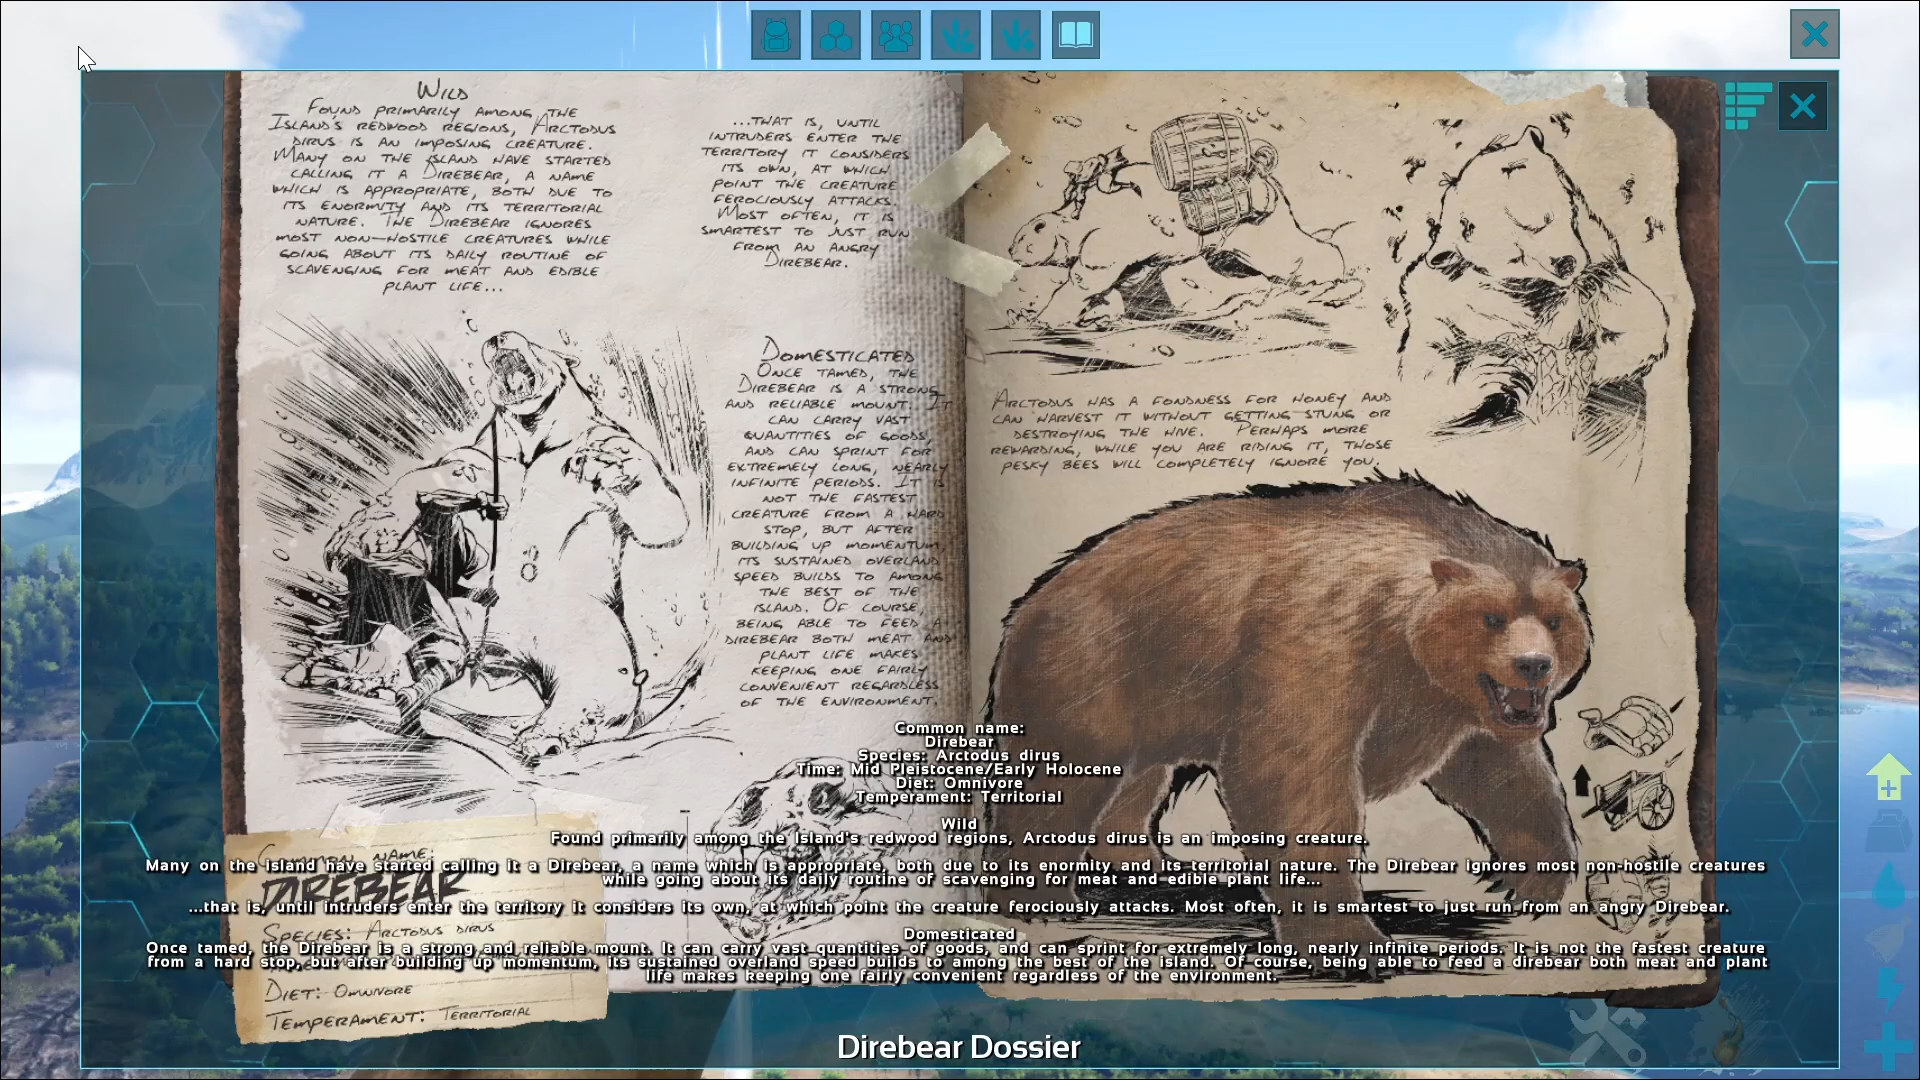 Wild
Found primarily among the
Island's redwood regions, Arctodus
dirus is an imposing creature.
Many on the island have started
calling it a Direbear, a name
which is appropriate, both due to
its enormity and its territorial
nature. The Direbear ignores
most non-hostile creatures while
going about its daily routine of
scavenging for meat and edible
plant life...
...that is, until
intruders enter the
territory it considers
its own, at which
point the creature
ferociously attacks.
Most often, it is
smartest to just run
from an angry
Direbear.
Domesticated
Once tamed, the
Direbear is a strong
and reliable mount. It
can carry vast
quantities of goods,
and can sprint for
extremely long, nearly
infinite periods. It is
not the fastest
creature from a hard
stop, but after
building up momentum,
its sustained overland
speed builds to among
the best of the
island. Of course,
being able to feed a
direbear both meat and
plant life makes
keeping one fairly
convenient regardless
of the environment.
Arctodus has a fondness for honey and
can harvest it without getting stung or
destroying the hive. Perhaps more
rewarding, while you are riding it, those
pesky bees will completely ignore you.
Common name:
Direbear
Species: Arctodus dirus
Diet: Omnivore
Temperament: Territorial
Common name:
Direbear
Species: Arctodus dirus
Time: Mid Pleistocene/Early Holocene
Diet: Omnivore
Temperament: Territorial
Wild
Found primarily among the Island's redwood regions, Arctodus dirus is an imposing creature.
Many on the island have started calling it a Direbear, a name which is appropriate, both due to its enormity and its territorial nature. The Direbear ignores most non-hostile creatures
while going about its daily routine of scavenging for meat and edible plant life...
...that is, until intruders enter the territory it considers its own, at which point the creature ferociously attacks. Most often, it is smartest to just run from an angry Direbear.
Domesticated
Once tamed, the Direbear is a strong and reliable mount. It can carry vast quantities of goods, and can sprint for extremely long, nearly infinite periods. It is not the fastest creature
from a hard stop, but after building up momentum, its sustained overland speed builds to among the best of the island. Of course, being able to feed a direbear both meat and plant
life makes keeping one fairly convenient regardless of the environment.
Direbear Dossier